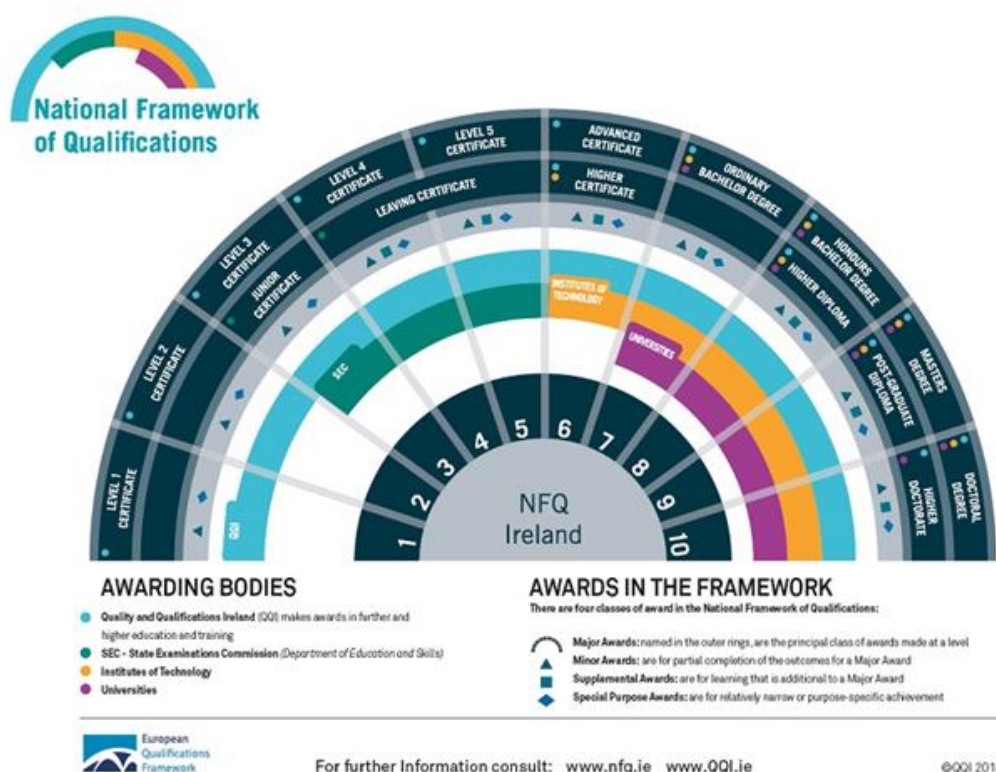 National Framework
of Qualifications
LEVEL 1
CERTIFICATE
LEVEL 2
CERTIFICATE
LEVEL 3
CERTIFICATE
JUNIOR
CERTIFICATE
LEVEL 4
CERTIFICATE
LEVEL 5
CERTIFICATE
LEAVING CERTIFICATE
ADVANCED
CERTIFICATE
HIGHER
CERTIFICATE
ORDINARY
BACHELOR DEGREE
HONOURS
BACHELOR DEGREE
HIGHER DIPLOMA
MASTERS
DEGREE
POST-GRADUATE
DIPLOMA
DOCTORAL
DEGREE
HIGHER
DOCTORATE
QQI
SEC
INSTITUTES OF
TECHNOLOGY
UNIVERSITIES
1
2
3
4
5
6
7
8
9
10
NFQ
Ireland
AWARDING BODIES
Quality and Qualifications Ireland (QQI) makes awards in further and
higher education and training
SEC - State Examinations Commission (Department of Education and Skills)
Institutes of Technology
Universities
AWARDS IN THE FRAMEWORK
There are four classes of award in the National Framework of Qualifications:
Major Awards: named in the outer rings, are the principal class of awards made at a level
Minor Awards: are for partial completion of the outcomes for a Major Award
Supplemental Awards: are for learning that is additional to a Major Award
Special Purpose Awards: are for relatively narrow or purpose-specific achievement
European
Qualifications
Framework
For further Information consult: www.nfq.ie www.QQI.ie
©QQI 201